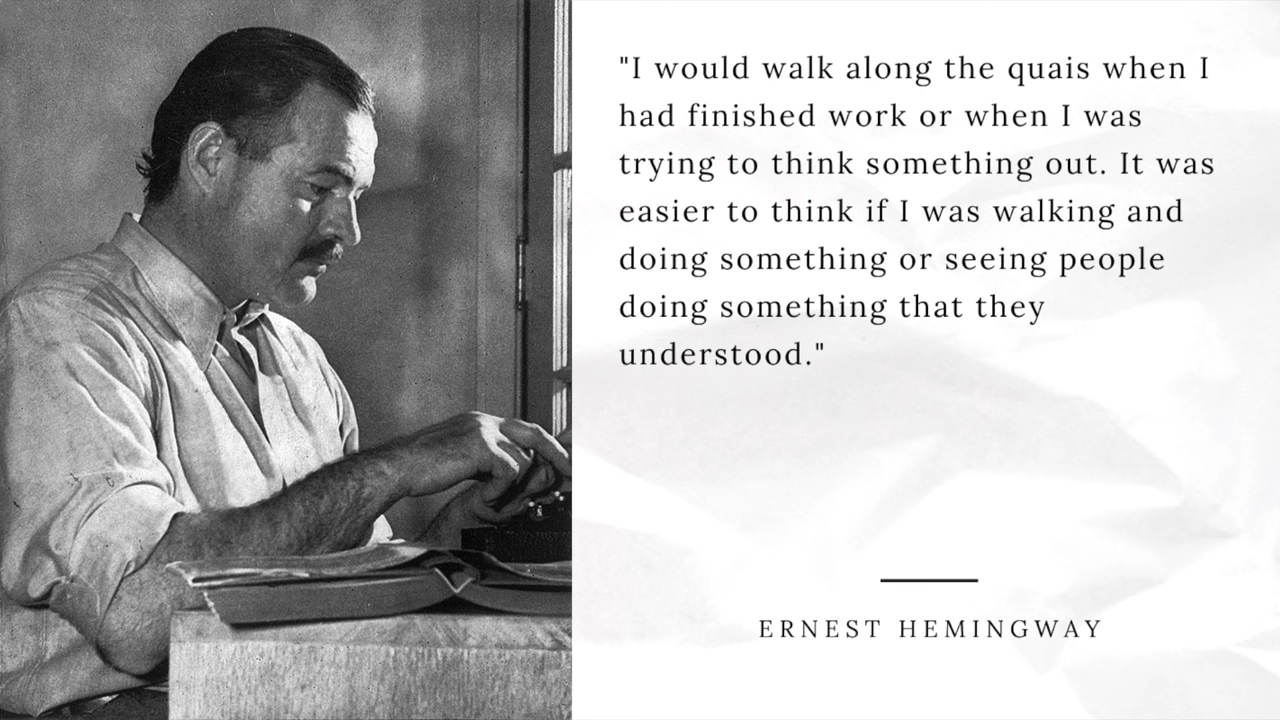 "I would walk along the quais when I
had finished work or when I was
trying to think something out. It was
easier to think if I was walking and
doing something or seeing people
doing something that they
understood."
ERNEST HEMINGWAY